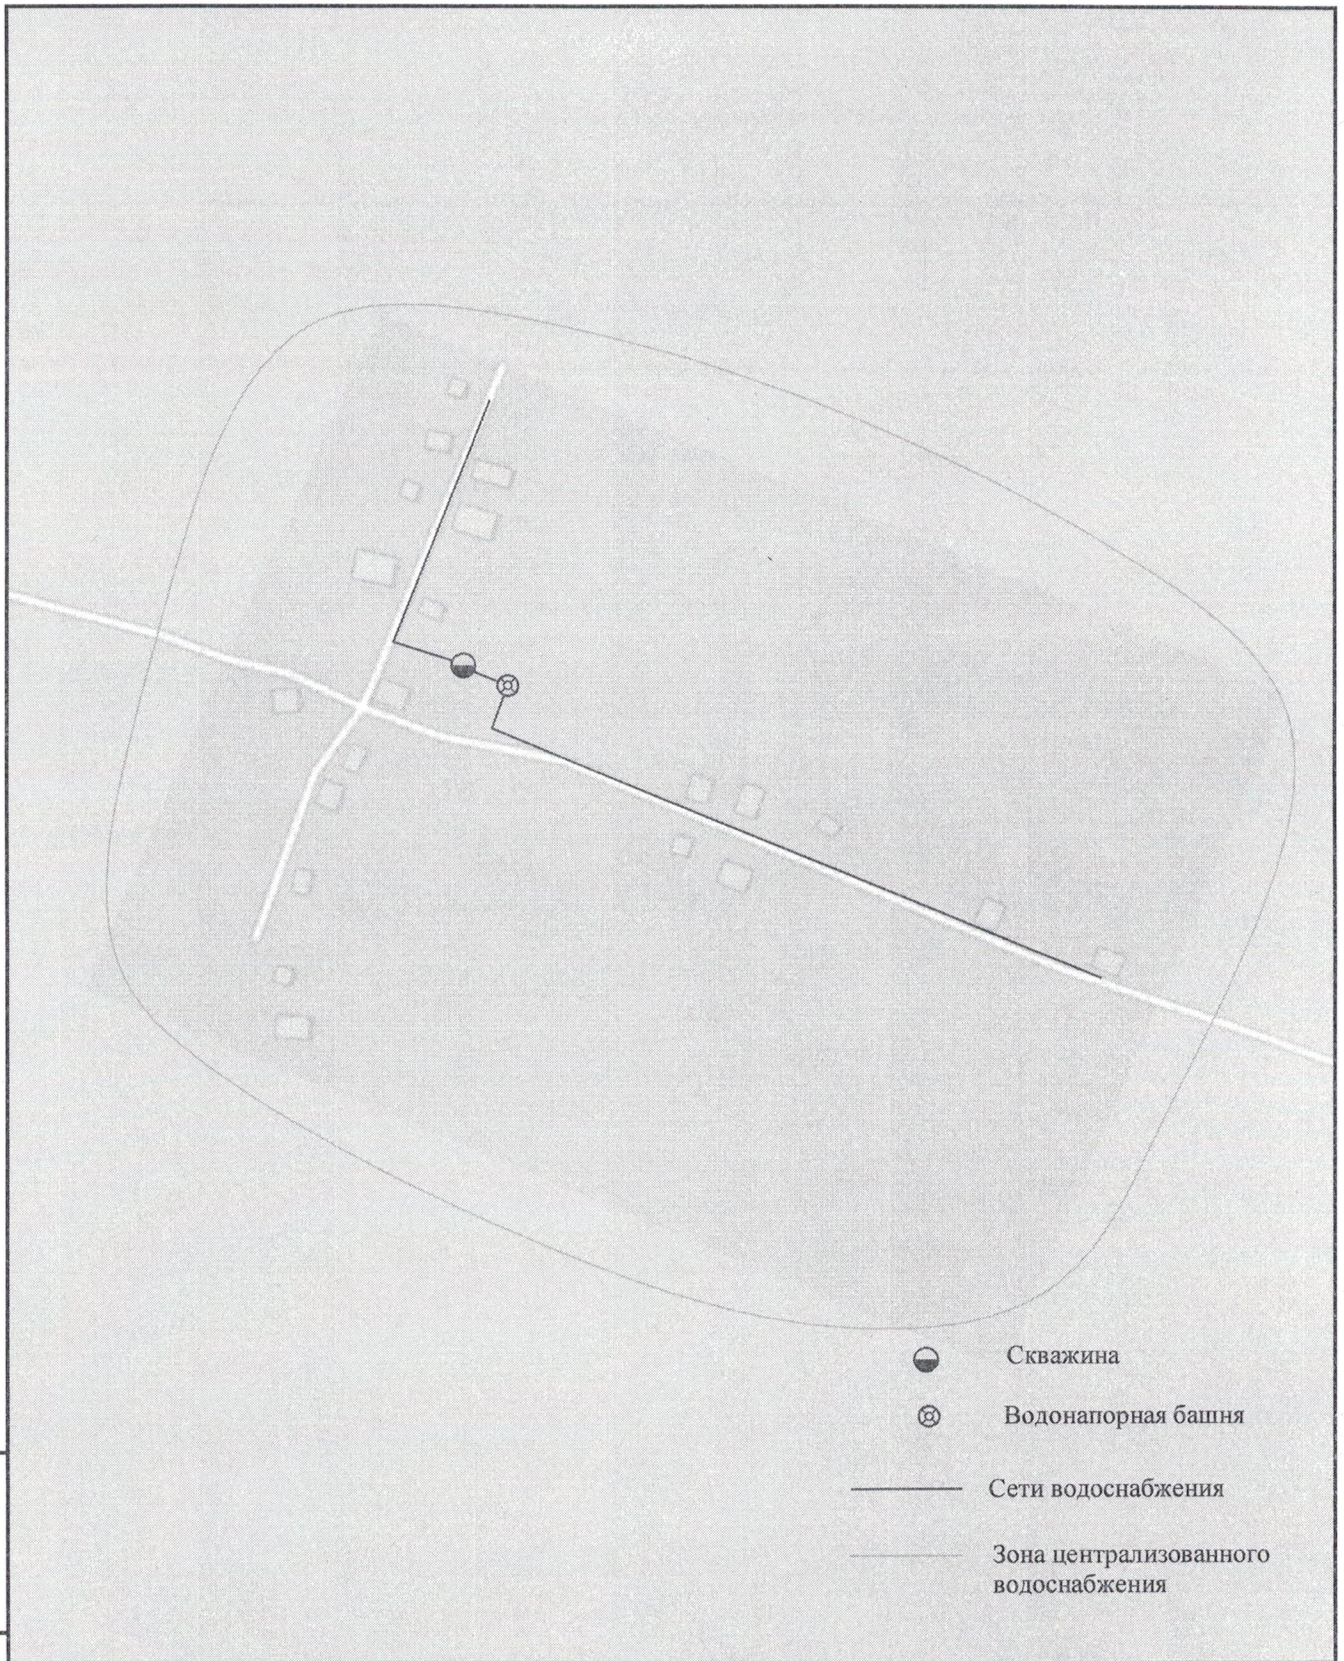 Скважина
Водонапорная башня
Сети водоснабжения
Зона централизованного
водоснабжения